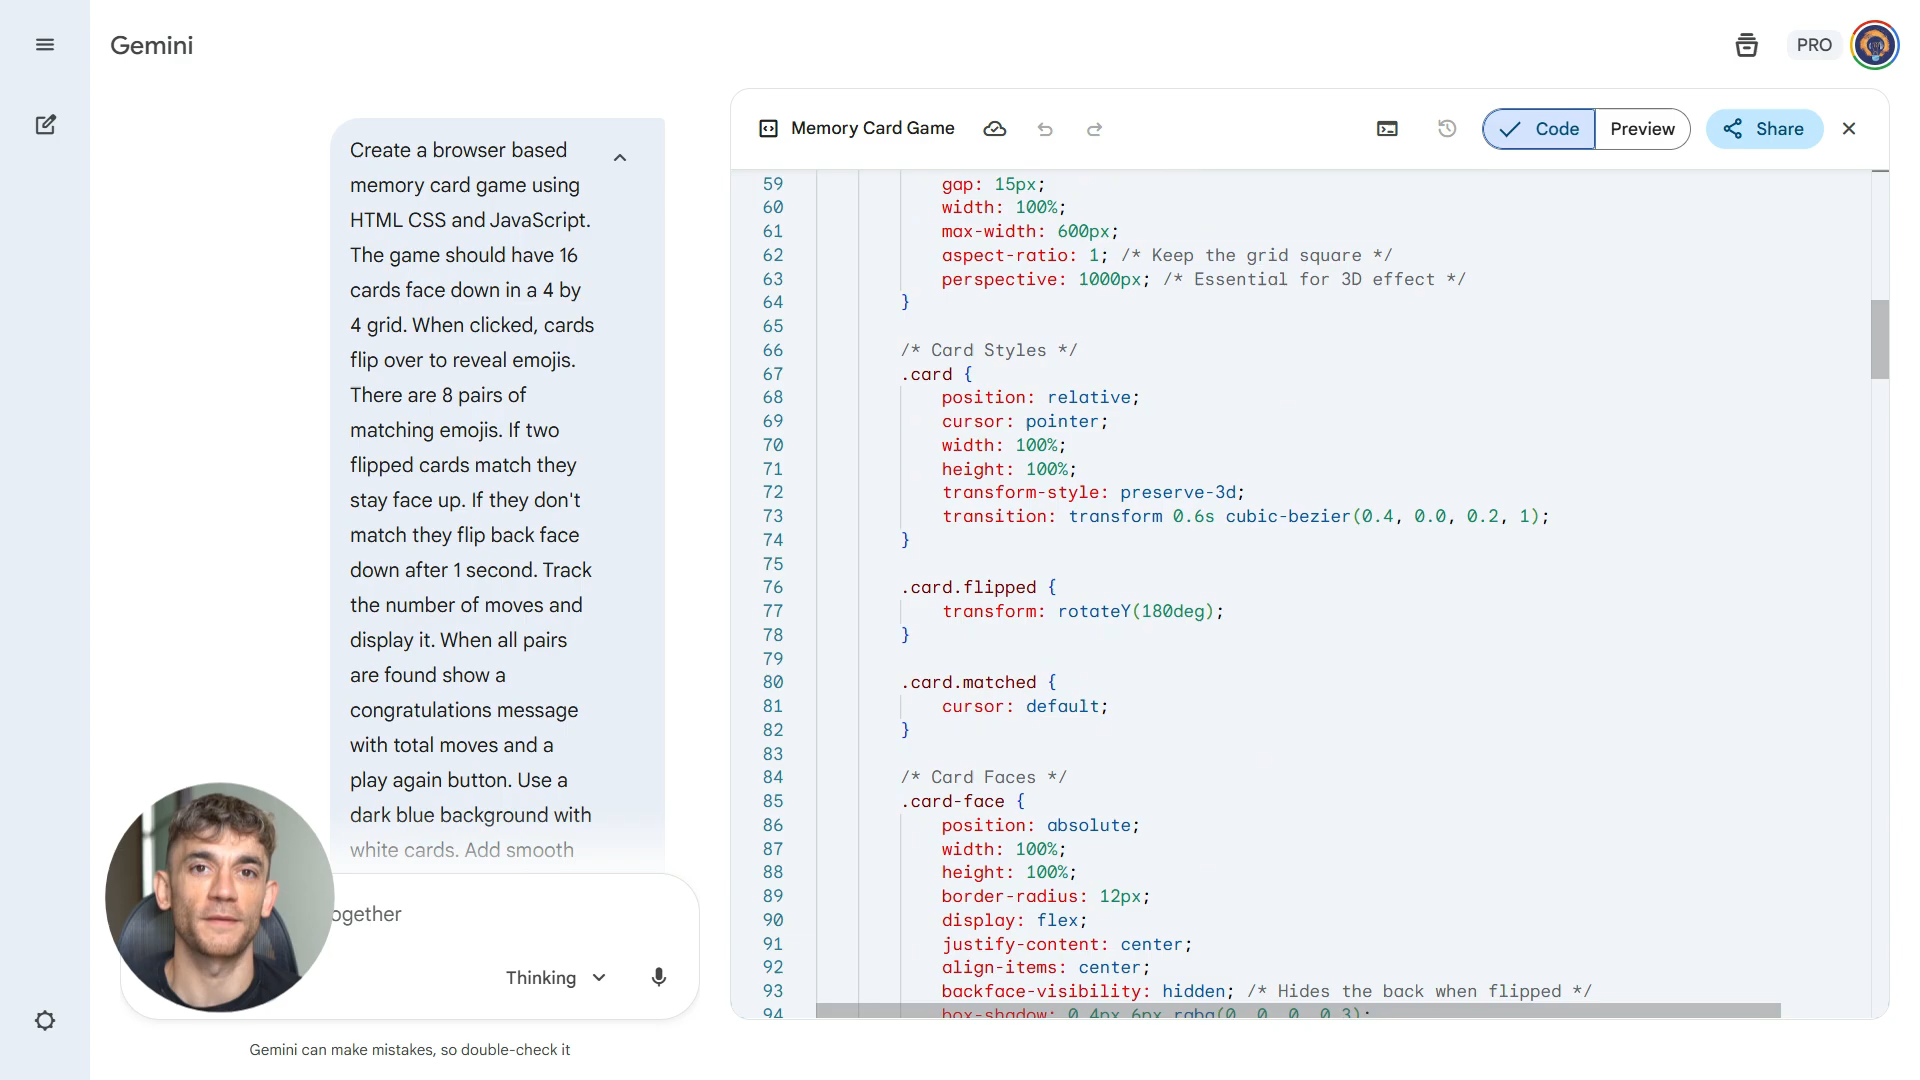 Gemini
PRO
Create a browser based
memory card game using
HTML CSS and JavaScript.
The game should have 16
cards face down in a 4 by
4 grid. When clicked, cards
flip over to reveal emojis.
There are 8 pairs of
matching emojis. If two
flipped cards match they
stay face up. If they don't
match they flip back face
down after 1 second. Track
the number of moves and
display it. When all pairs
are found show a
congratulations message
with total moves and a
play again button. Use a
dark blue background with
white cards. Add smooth
ogether
Thinking
Gemini can make mistakes, so double-check it
Memory Card Game
Code
Preview
Share
59 gap: 15px;
60 width: 100%;
61 max-width: 600px;
62 aspect-ratio: 1; /* Keep the grid square */
63 perspective: 1000px; /* Essential for 3D effect */
64 }
65
66 /* Card Styles */
67 .card {
68 position: relative;
69 cursor: pointer;
70 width: 100%;
71 height: 100%;
72 transform-style: preserve-3d;
73 transition: transform 0.6s cubic-bezier(0.4, 0.0, 0.2, 1);
74 }
75
76 .card.flipped {
77 transform: rotateY(180deg);
78 }
79
80 .card.matched {
81 cursor: default;
82 }
83
84 /* Card Faces */
85 .card-face {
86 position: absolute;
87 width: 100%;
88 height: 100%;
89 border-radius: 12px;
90 display: flex;
91 justify-content: center;
92 align-items: center;
93 backface-visibility: hidden; /* Hides the back when flipped */
94 box-shadow: 0 4px 6px rgba(0, 0, 0, 0.3);